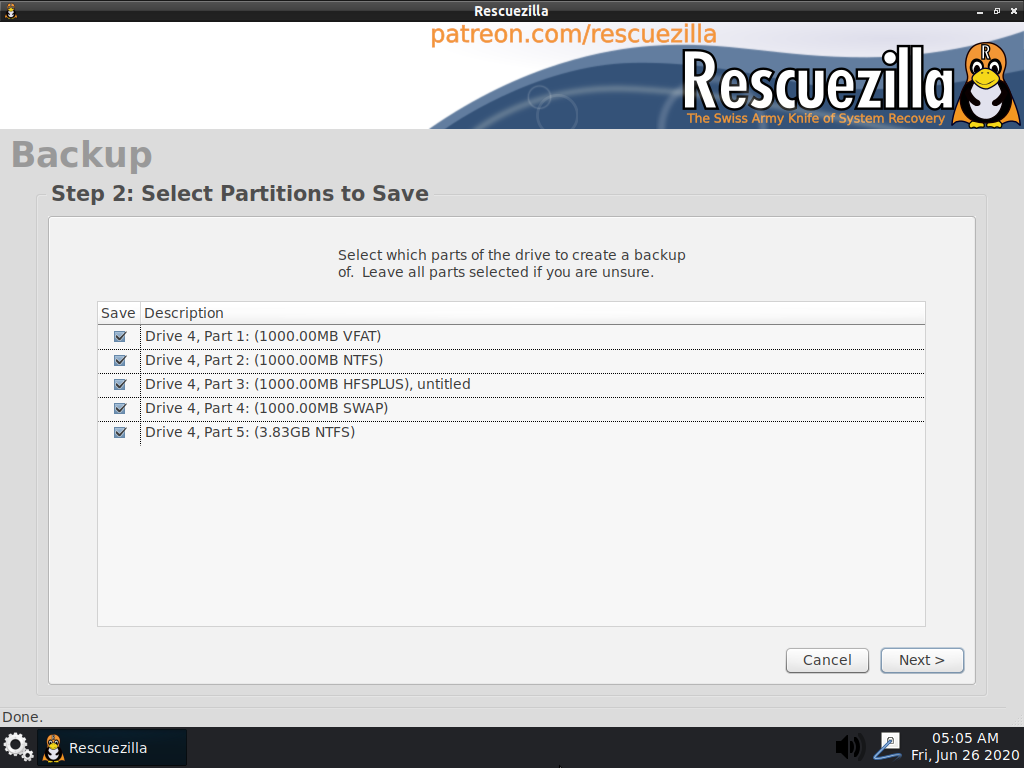 Rescuezilla
patreon.com/rescuezilla
R
Rescuezilla
The Swiss Army Knife of System Recovery
Backup
Step 2: Select Partitions to Save
Select which parts of the drive to create a backup
of.  Leave all parts selected if you are unsure.
Save Description
Drive 4, Part 1: (1000.00MB VFAT)
Drive 4, Part 2: (1000.00MB NTFS)
Drive 4, Part 3: (1000.00MB HFSPLUS), untitled
Drive 4, Part 4: (1000.00MB SWAP)
Drive 4, Part 5: (3.83GB NTFS)
Cancel Next >
Done.
Rescuezilla
05:05 AM
Fri, Jun 26 2020